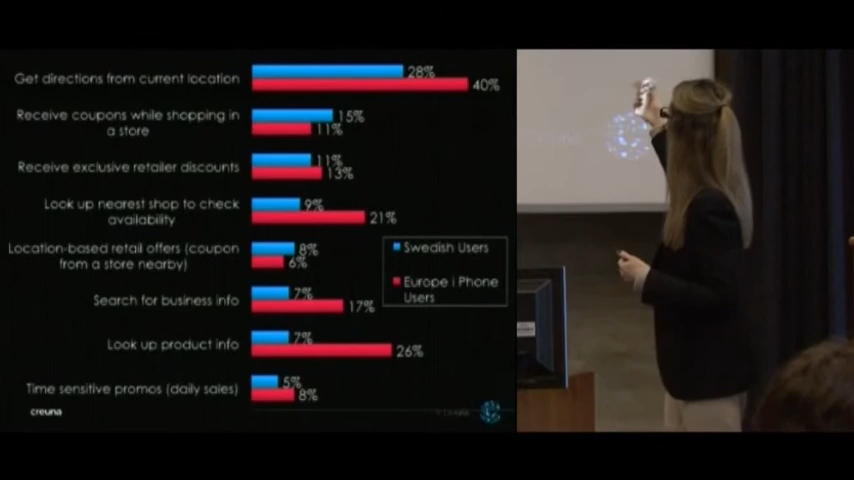 Get directions from current location
28%
40%
Receive coupons while shopping in
a store
15%
11%
Receive exclusive retailer discounts
11%
13%
Look up nearest shop to check
availability
9%
21%
Location-based retail offers (coupon
from a store nearby)
8%
6%
Swedish Users
Europe i Phone
Users
Search for business info
7%
17%
Look up product info
7%
26%
Time sensitive promos (daily sales)
5%
8%
creuna